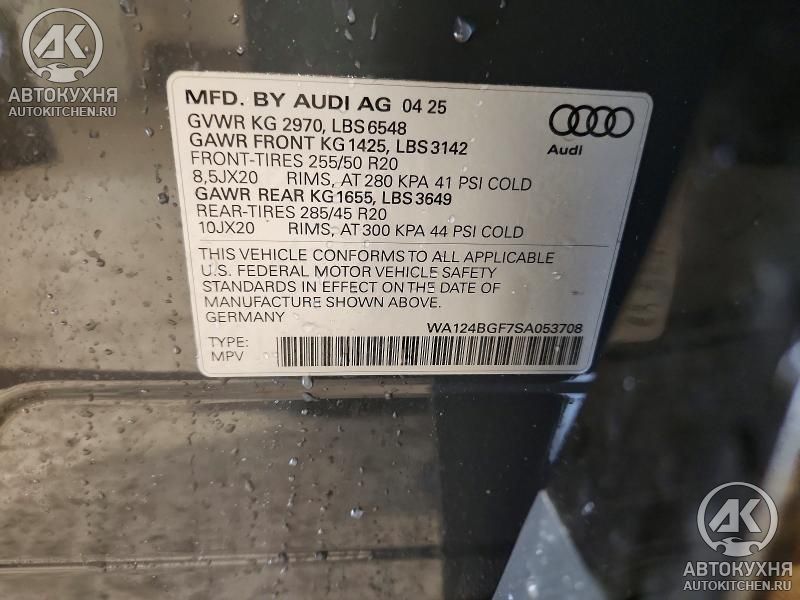 AK
АВТОКУХНЯ
AUTOKITCHEN.RU
MFD. BY AUDI AG 04 25
GVWR KG 2970, LBS 6548
GAWR FRONT KG 1425, LBS 3142
FRONT-TIRES 255/50 R20
8,5JX20 RIMS, AT 280 KPA 41 PSI COLD
GAWR REAR KG 1655, LBS 3649
REAR-TIRES 285/45 R20
10JX20 RIMS, AT 300 KPA 44 PSI COLD
Audi
THIS VEHICLE CONFORMS TO ALL APPLICABLE
U.S. FEDERAL MOTOR VEHICLE SAFETY
STANDARDS IN EFFECT ON THE DATE OF
MANUFACTURE SHOWN ABOVE.
GERMANY
WA124BGF7SA053708
TYPE:
MPV
AK
АВТОКУХНЯ
AUTOKITCHEN.RU